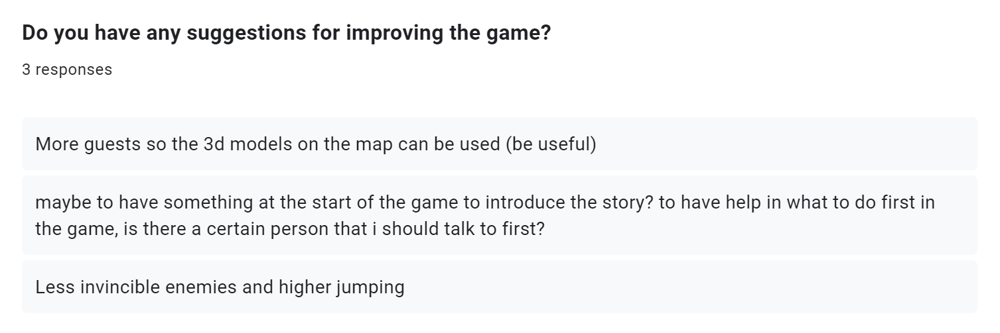 Do you have any suggestions for improving the game?
3 responses
More guests so the 3d models on the map can be used (be useful)
maybe to have something at the start of the game to introduce the story? to have help in what to do first in
the game, is there a certain person that i should talk to first?
Less invincible enemies and higher jumping